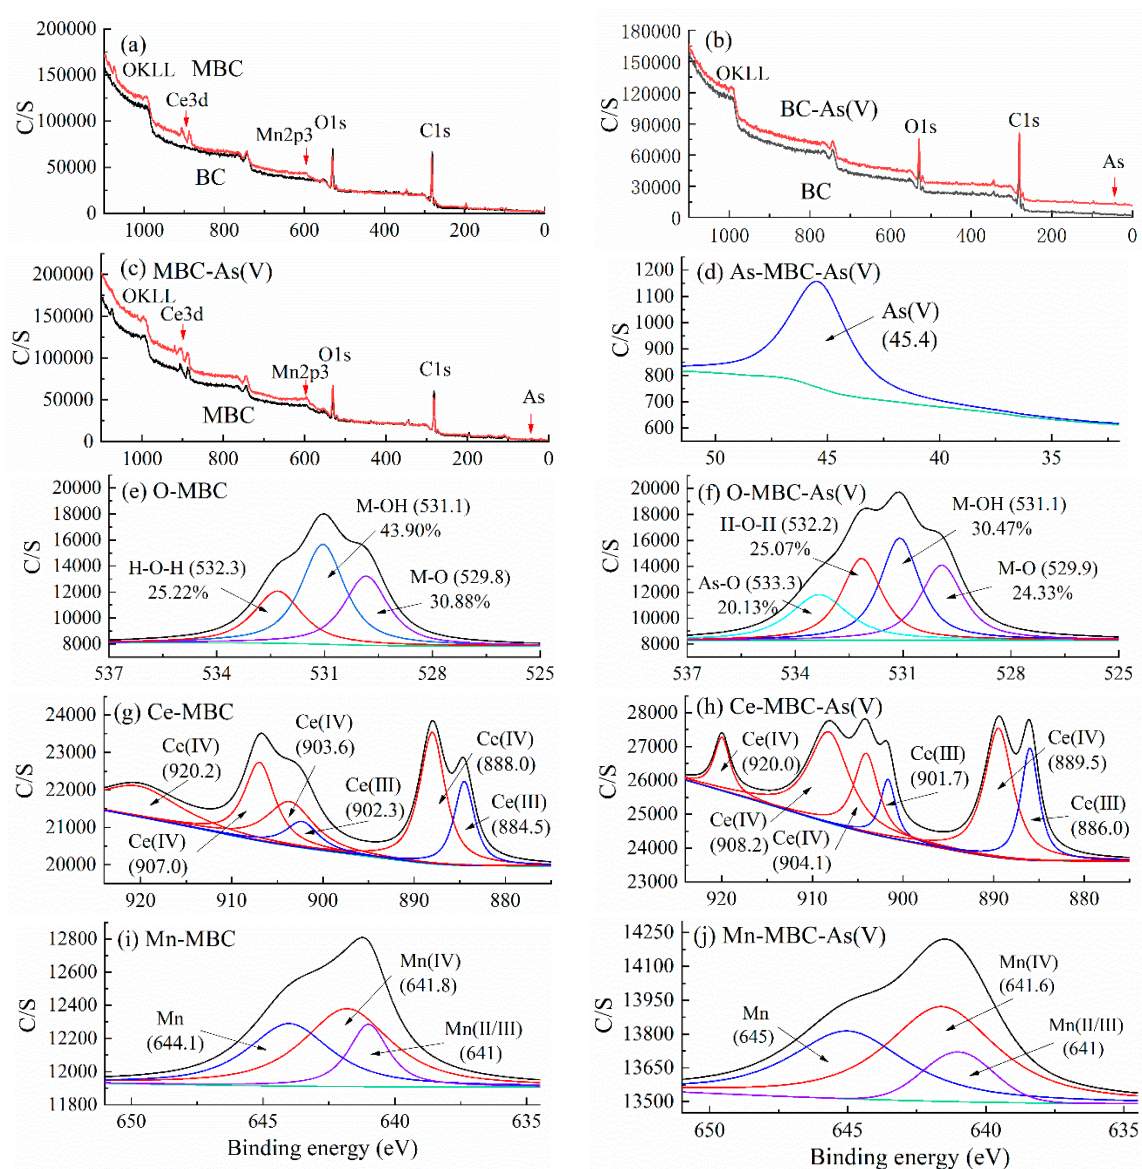 (a)
MBC
OKLL
Ce3d
Mn2p3
O1s
C1s
BC
C/S
200000
150000
100000
50000
0
1000
800
600
400
200
0
(b)
OKLL
BC-As(V)
O1s
C1s
As
BC
C/S
180000
150000
120000
90000
60000
30000
0
1000
800
600
400
200
0
(c) MBC-As(V)
OKLL
Ce3d
Mn2p3
O1s
C1s
As
MBC
C/S
200000
150000
100000
50000
0
1000
800
600
400
200
0
(d) As-MBC-As(V)
As(V)
(45.4)
C/S
1200
1100
1000
900
800
700
600
50
45
40
35
(e) O-MBC
M-OH (531.1)
43.90%
H-O-H (532.3)
25.22%
M-O (529.8)
30.88%
C/S
20000
18000
16000
14000
12000
10000
8000
537
534
531
528
525
(f) O-MBC-As(V)
M-OH (531.1)
30.47%
II-O-II (532.2)
25.07%
As-O (533.3)
20.13%
M-O (529.9)
24.33%
C/S
20000
18000
16000
14000
12000
10000
8000
537
534
531
528
525
(g) Ce-MBC
Ce(IV)
(903.6)
Cc(IV)
(920.2)
Cc(IV)
(888.0)
Ce(III)
(902.3)
Ce(III)
(884.5)
Ce(IV)
(907.0)
C/S
24000
23000
22000
21000
20000
920
910
900
890
880
(h) Ce-MBC-As(V)
Ce(IV)
(920.0)
Cc(III)
(901.7)
Ce(IV)
(889.5)
Ce(IV)
(908.2)
Ce(IV)
(904.1)
Cc(III)
(886.0)
C/S
28000
27000
26000
25000
24000
23000
920
910
900
890
880
(i) Mn-MBC
Mn(IV)
(641.8)
Mn
(644.1)
Mn(II/III)
(641)
C/S
12800
12600
12400
12200
12000
11800
650
645
640
635
Binding energy (eV)
(j) Mn-MBC-As(V)
Mn(IV)
(641.6)
Mn
(645)
Mn(II/III)
(641)
C/S
14250
14100
13950
13800
13650
13500
650
645
640
635
Binding energy (eV)